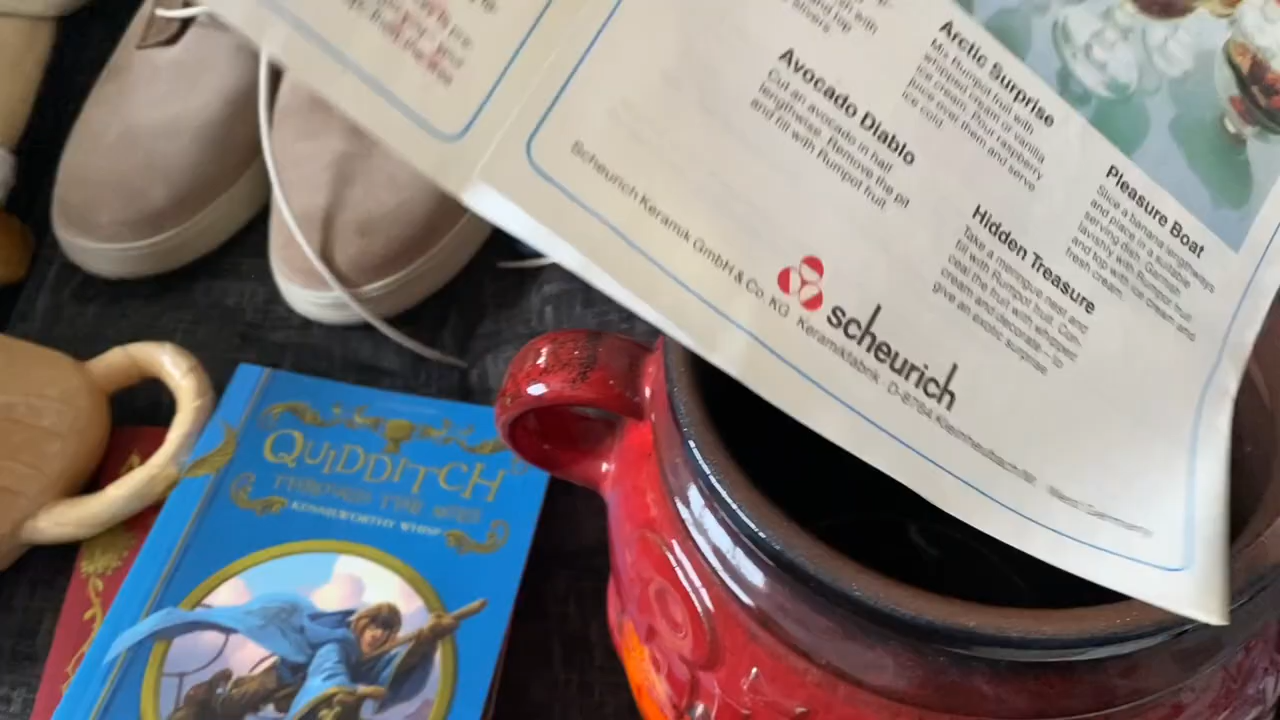 Arctic Surprise
Mix Rumpot fruit with
whipped cream or vanilla
ice cream. Pour raspberry
juice over them and serve
ice cold
Avocado Diablo
Cut an avocado in half
lengthwise. Remove the pit
and fill with Rumpot fruit
Pleasure Boat
Slice a banana lengthways
and place in a suitable
serving dish. Garnish
lavishly with Rumpot fruit
and top with ice cream and
fresh cream.
Hidden Treasure
Take a meringue nest and
fill with Rumpot fruit. Con-
ceal the fruit with whipped
cream and decorate – to
give an exotic surprise.
scheurich
Scheurich Keramik GmbH & Co. KG Keramikfabrik · D-8764
QUIDDITCH
THROUGH THE
KENNILWORTHY WHISP